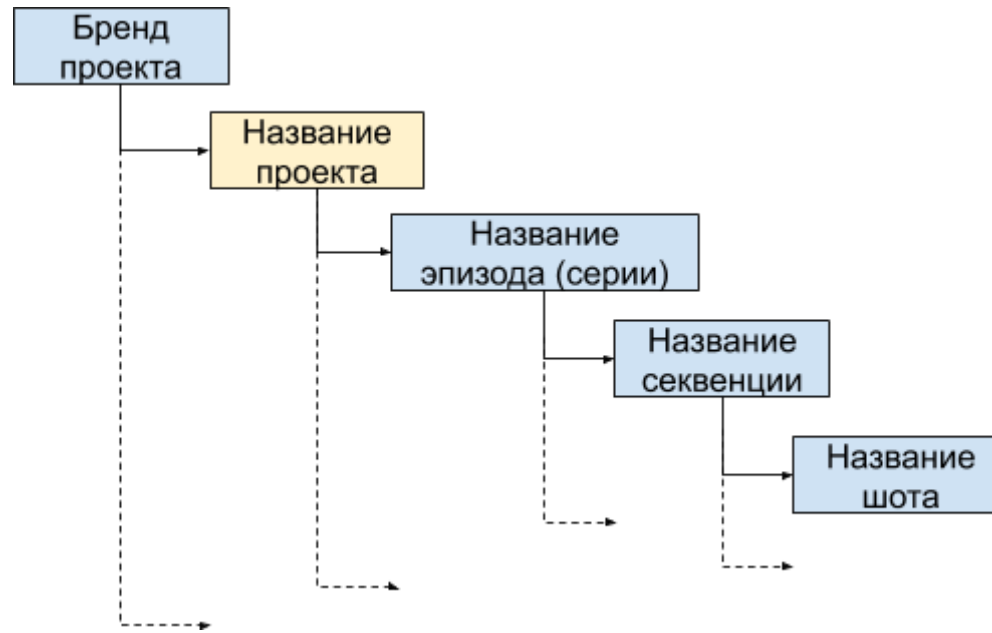 Бренд
проекта
Название
проекта
Название
эпизода (серии)
Название
секвенции
Название
шота